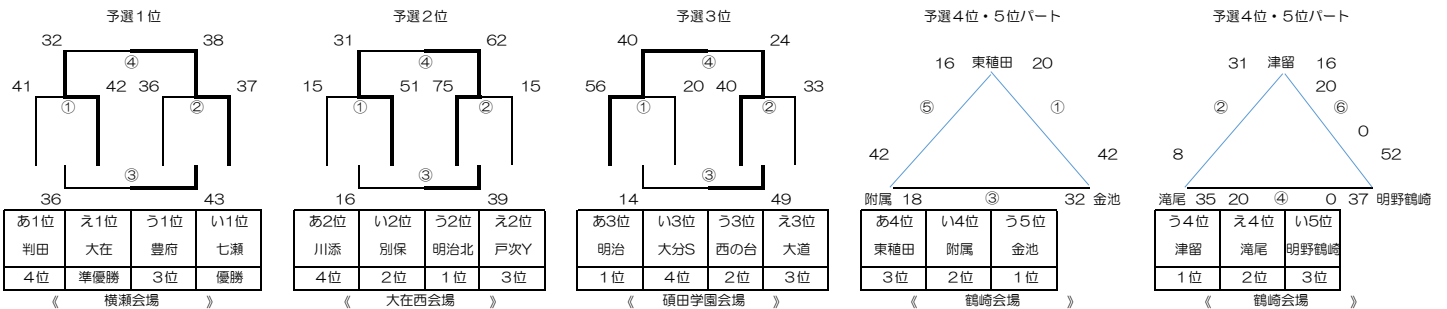 予選１位
32 38
④
41 42 36 37
① ②
③
36 43
あ1位 え1位 う1位 い1位
判田 大在 豊府 七瀬
4位 準優勝 3位 優勝
《 横瀬会場 》
予選２位
31 62
④
15 51 75 15
① ②
③
16 39
あ2位 い2位 う2位 え2位
川添 別保 明治北 戸次Y
4位 2位 1位 3位
《 大在西会場 》
予選３位
40 24
④
56 20 40 33
① ②
③
14 49
あ3位 い3位 う3位 え3位
明治 大分S 西の台 大道
1位 4位 2位 3位
《 碩田学園会場 》
予選４位・５位パート
16 東稙田 20
⑤ ①
42 42
附属 18 ③ 32 金池
あ4位 い4位 う5位
東稙田 附属 金池
3位 2位 1位
《 鶴崎会場 》
予選４位・５位パート
31 津留 16
20
② ⑥
0
8 52
滝尾 35 20 ④ 0 37 明野鶴崎
う4位 え4位 い5位
津留 滝尾 明野鶴崎
1位 2位 3位
《 鶴崎会場 》